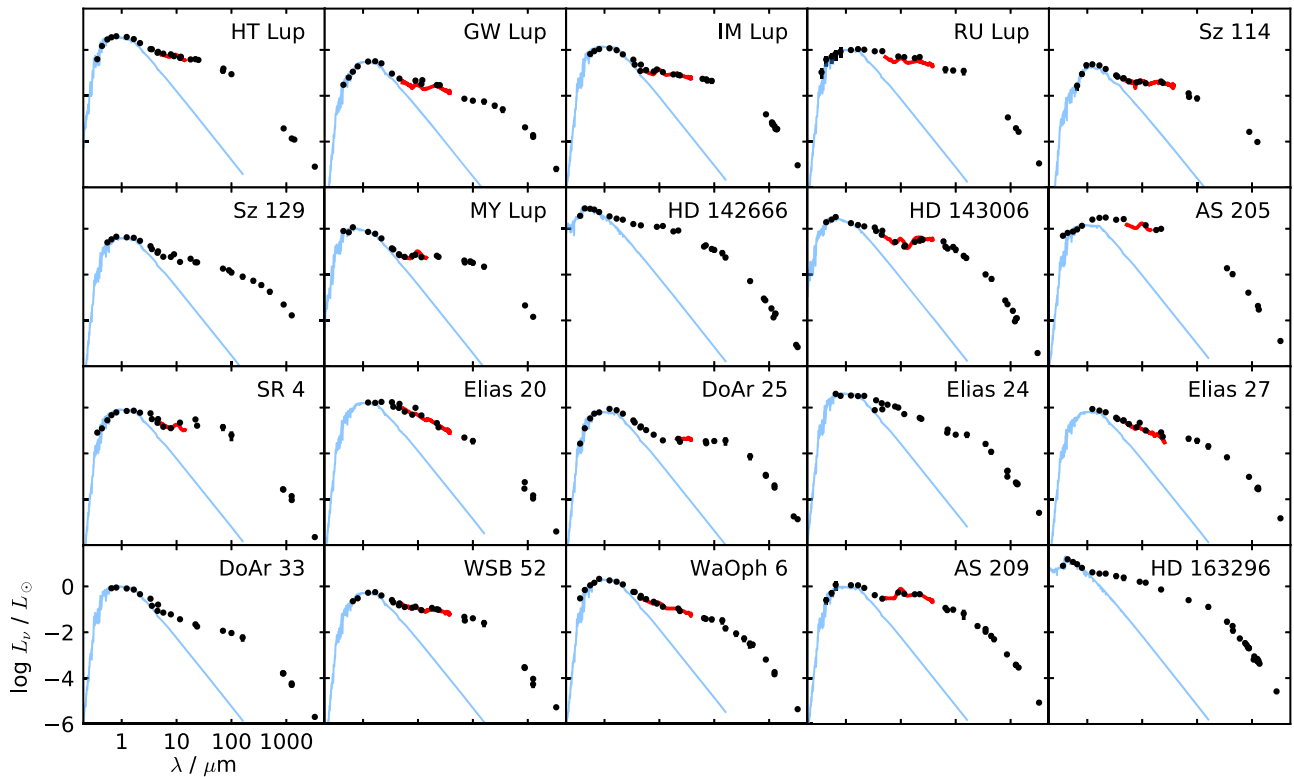 HT Lup
GW Lup
IM Lup
RU Lup
Sz 114
Sz 129
MY Lup
HD 142666
HD 143006
AS 205
SR 4
Elias 20
DoAr 25
Elias 24
Elias 27
DoAr 33
WSB 52
WaOph 6
AS 209
HD 163296
log Lν / L⊙
0
−2
−4
−6
1 10 100 1000
λ / μm